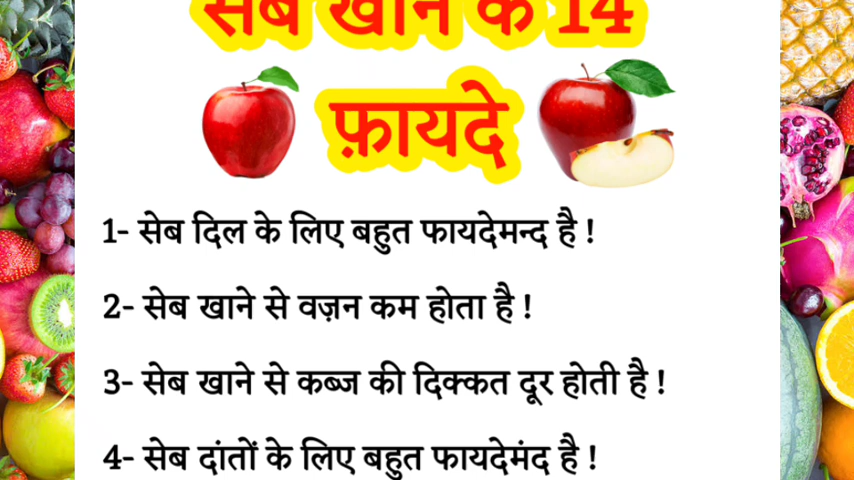 सेब खाने के 14
फ़ायदे
1- सेब दिल के लिए बहुत फायदेमन्द है !
2- सेब खाने से वज़न कम होता है !
3- सेब खाने से कब्ज की दिक्कत दूर होती है !
4- सेब दांतों के लिए बहुत फायदेमंद है !